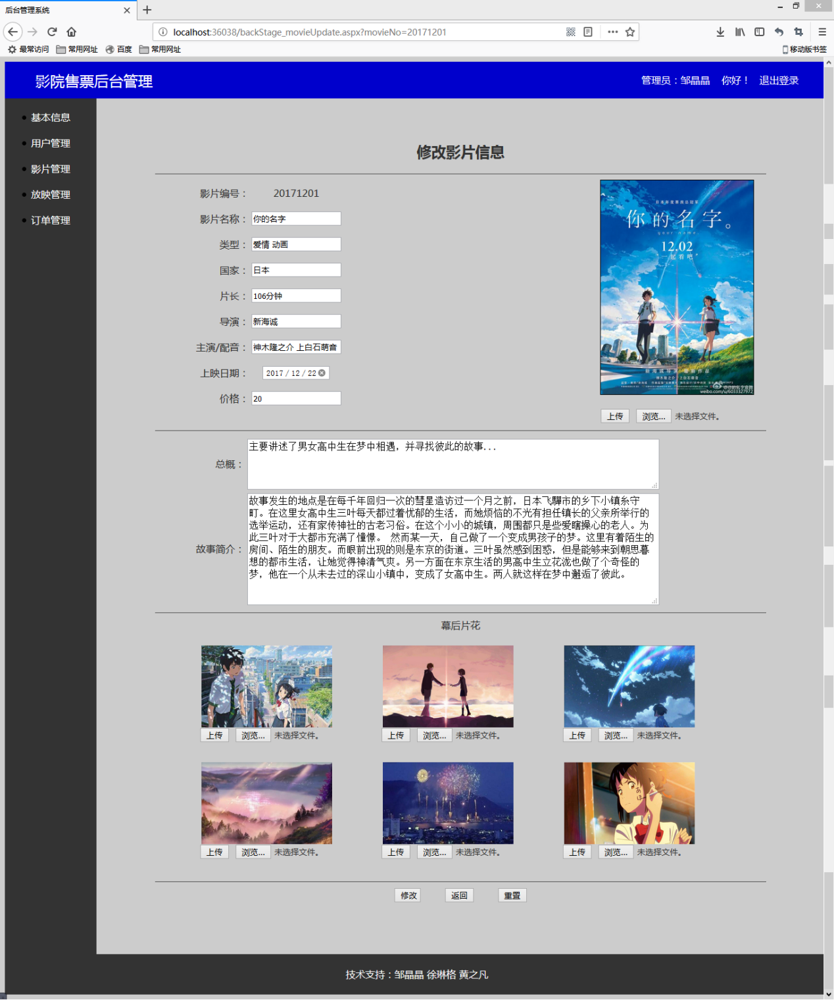 后台管理系统
localhost:36038/backStage_movieUpdate.aspx?movieNo=20171201
最常访问 常用网址 百度 常用网址
移动版书签
影院售票后台管理
管理员：邹晶晶 你好！ 退出登录
基本信息
用户管理
影片管理
放映管理
订单管理
修改影片信息
影片编号： 20171201
影片名称： 你的名字
类型： 爱情 动画
国家： 日本
片长： 106分钟
导演： 新海诚
主演/配音： 神木隆之介 上白石萌音
上映日期： 2017 / 12 / 22
价格： 20
你的名字。
your name.
12.02
一起看吧
新海诚导演作品
weibo.com/u/6033327972
上传 浏览... 未选择文件。
总概： 主要讲述了男女高中生在梦中相遇，并寻找彼此的故事...
故事简介：
故事发生的地点是在每千年回归一次的彗星造访过一个月之前，日本飞驒市的乡下小镇糸守
町。在这里女高中生三叶每天都过着忧郁的生活，而她烦恼的不光有担任镇长的父亲所举行的
选举运动，还有家传神社的古老习俗。在这个小小的城镇，周围都只是些爱瞎操心的老人。为
此三叶对于大都市充满了憧憬。 然而某一天，自己做了一个变成男孩子的梦。这里有着陌生的
房间、陌生的朋友。而眼前出现的则是东京的街道。三叶虽然感到困惑，但是能够来到朝思暮
想的都市生活，让她觉得神清气爽。另一方面在东京生活的男高中生立花泷也做了个奇怪的
梦，他在一个从未去过的深山小镇中，变成了女高中生。两人就这样在梦中邂逅了彼此。
幕后片花
上传 浏览... 未选择文件。 上传 浏览... 未选择文件。 上传 浏览... 未选择文件。
あほ
上传 浏览... 未选择文件。 上传 浏览... 未选择文件。 上传 浏览... 未选择文件。
修改 返回 重置
技术支持：邹晶晶 徐琳格 黄之凡